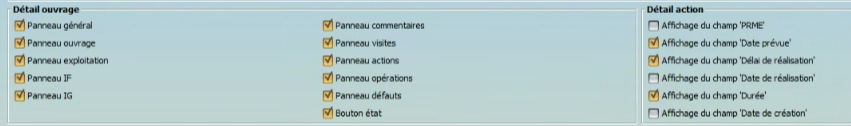 Détail ouvrage
Panneau général
Panneau ouvrage
Panneau exploitation
Panneau IF
Panneau IG
Panneau commentaires
Panneau visites
Panneau actions
Panneau opérations
Panneau défauts
Bouton état
Détail action
Affichage du champ 'PRME'
Affichage du champ 'Date prévue'
Affichage du champ 'Délai de réalisation'
Affichage du champ 'Date de réalisation'
Affichage du champ 'Durée'
Affichage du champ 'Date de création'